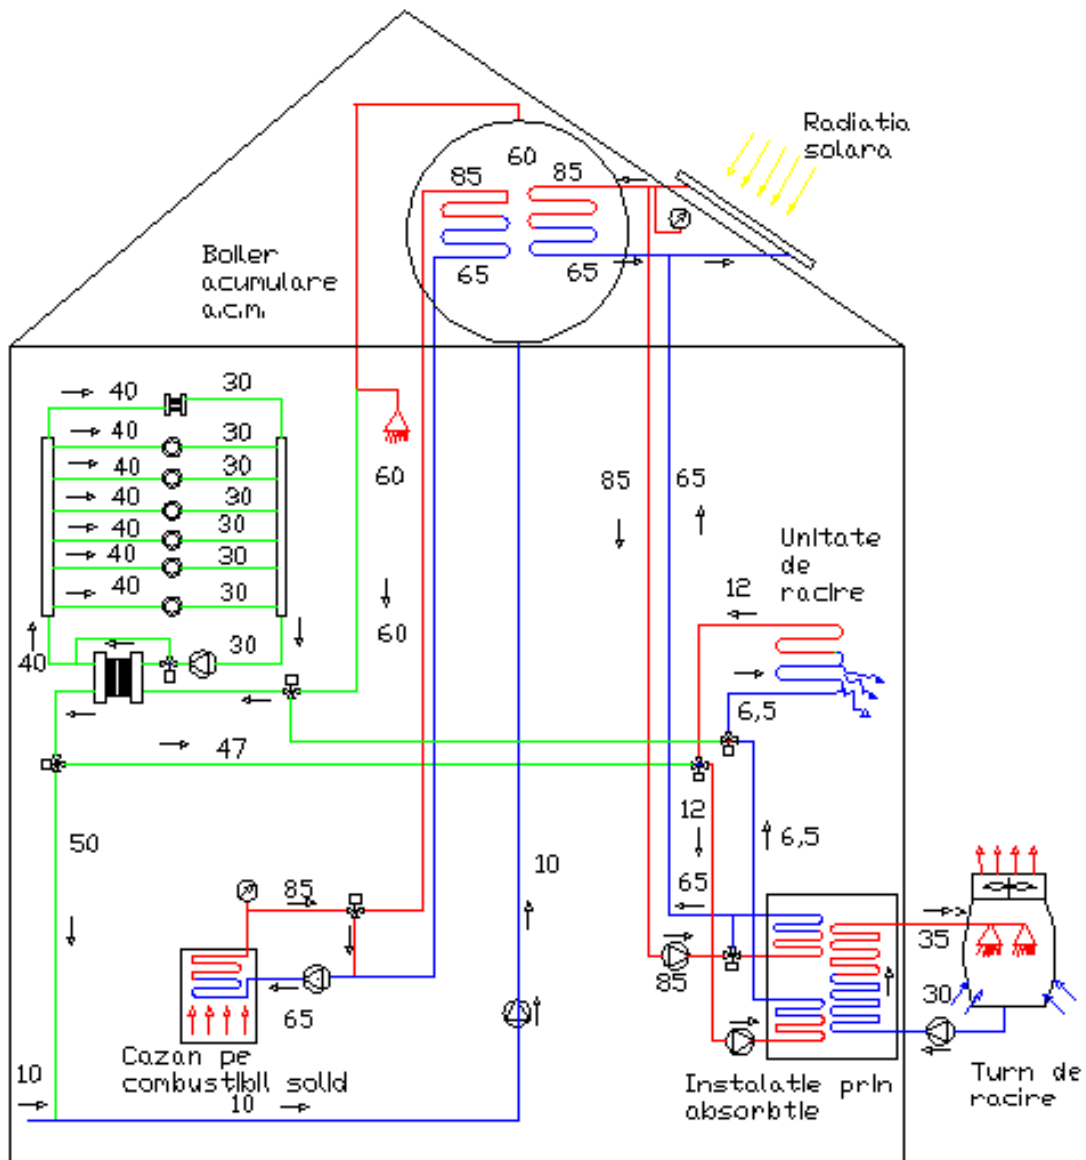 Radiatia
solara
60
85
85
Boiler
acumulare
a.c.m.
65
65
40
30
40
30
40
30
40
30
40
30
40
30
40
30
60
85
65
Unitate
de
racire
12
60
40
30
6,5
47
12
50
6,5
10
85
65
35
85
30
65
Cazan pe
combustibil solid
10
10
Instalatie prin
absorbtie
Turn de
racire